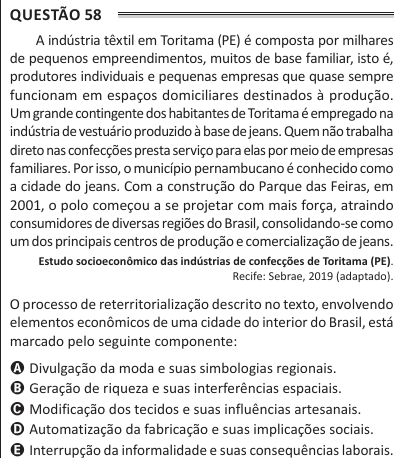 QUESTÃO 58
A indústria têxtil em Toritama (PE) é composta por milhares
de pequenos empreendimentos, muitos de base familiar, isto é,
produtores individuais e pequenas empresas que quase sempre
funcionam em espaços domiciliares destinados à produção.
Um grande contingente dos habitantes de Toritama é empregado na
indústria de vestuário produzido à base de jeans. Quem não trabalha
direto nas confecções presta serviço para elas por meio de empresas
familiares. Por isso, o município pernambucano é conhecido como
a cidade do jeans. Com a construção do Parque das Feiras, em
2001, o polo começou a se projetar com mais força, atraindo
consumidores de diversas regiões do Brasil, consolidando-se como
um dos principais centros de produção e comercialização de jeans.
Estudo socioeconômico das indústrias de confecções de Toritama (PE).
Recife: Sebrae, 2019 (adaptado).
O processo de reterritorialização descrito no texto, envolvendo
elementos econômicos de uma cidade do interior do Brasil, está
marcado pelo seguinte componente:
A Divulgação da moda e suas simbologias regionais.
B Geração de riqueza e suas interferências espaciais.
C Modificação dos tecidos e suas influências artesanais.
D Automatização da fabricação e suas implicações sociais.
E Interrupção da informalidade e suas consequências laborais.